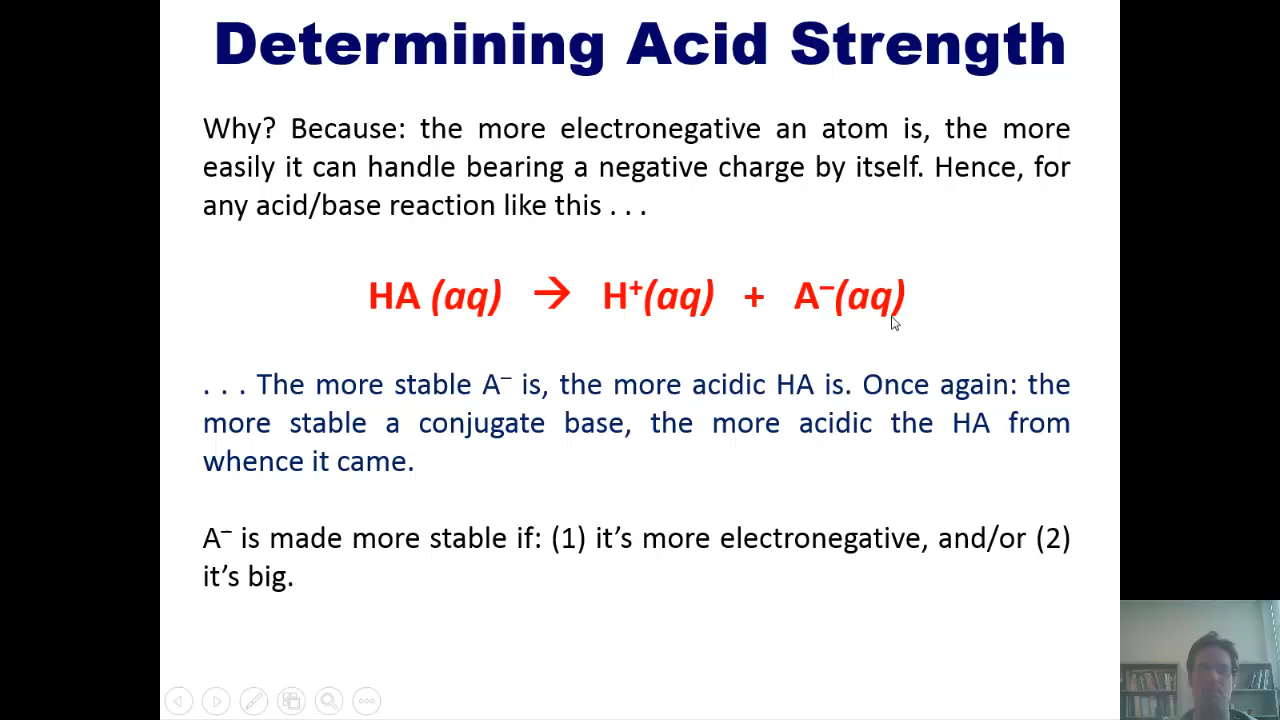 Determining Acid Strength
Why? Because: the more electronegative an atom is, the more
easily it can handle bearing a negative charge by itself. Hence, for
any acid/base reaction like this . . .
HA (aq) → H⁺(aq) + A⁻(aq)
. . . The more stable A⁻ is, the more acidic HA is. Once again: the
more stable a conjugate base, the more acidic the HA from
whence it came.
A⁻ is made more stable if: (1) it’s more electronegative, and/or (2)
it’s big.